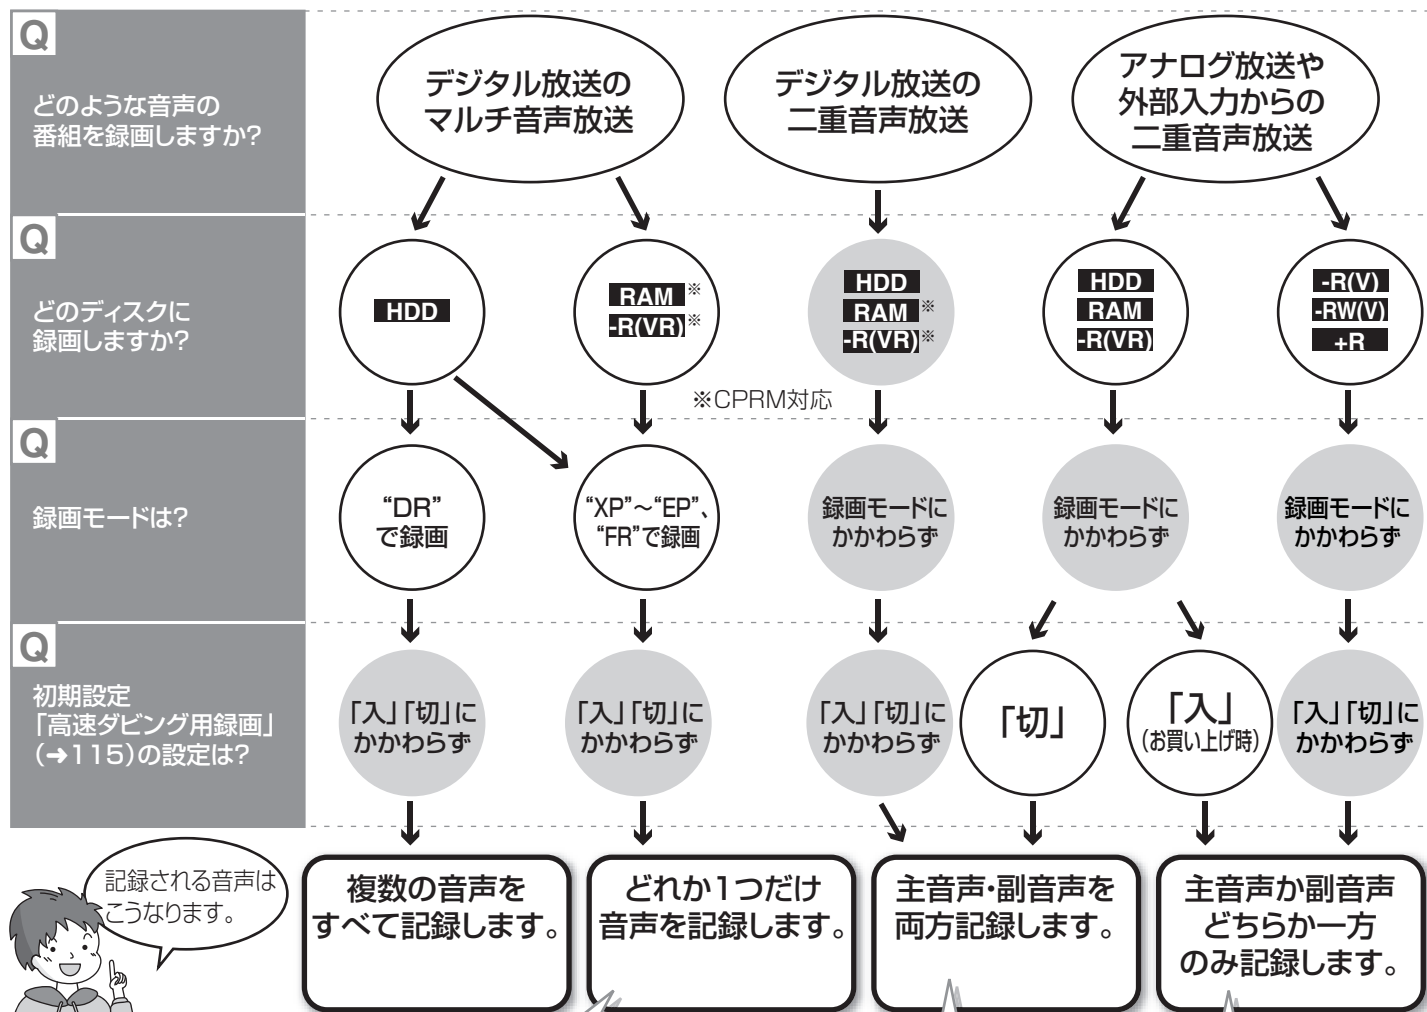 Q
どのような音声の
番組を録画しますか?
デジタル放送の
マルチ音声放送
デジタル放送の
二重音声放送
アナログ放送や
外部入力からの
二重音声放送
Q
どのディスクに
録画しますか?
HDD
RAM※
-R(VR)※
HDD
RAM※
-R(VR)※
HDD
RAM
-R(VR)
-R(V)
-RW(V)
+R
※CPRM対応
Q
録画モードは?
“DR”
で録画
“XP”～“EP”、
“FR”で録画
録画モードに
かかわらず
録画モードに
かかわらず
録画モードに
かかわらず
Q
初期設定
「高速ダビング用録画」
(➜115)の設定は?
「入」「切」に
かかわらず
「入」「切」に
かかわらず
「入」「切」に
かかわらず
「切」
「入」
(お買い上げ時)
「入」「切」に
かかわらず
記録される音声は
こうなります。
複数の音声を
すべて記録します。
どれか1つだけ
音声を記録します。
主音声・副音声を
両方記録します。
主音声か副音声
どちらか一方
のみ記録します。